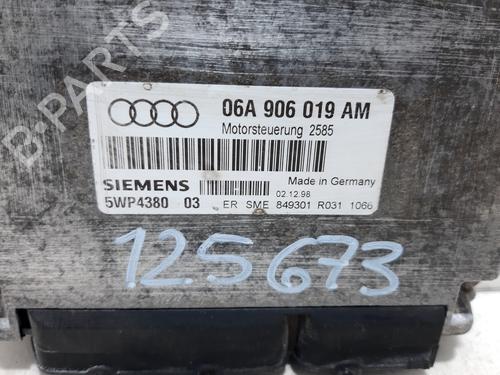 B-PARTS
06A 906 019 AM
Motorsteuerung 2585
SIEMENS
Made in Germany
02.12.98
5WP4380 03
ER SME 849301 R031 1066
125673